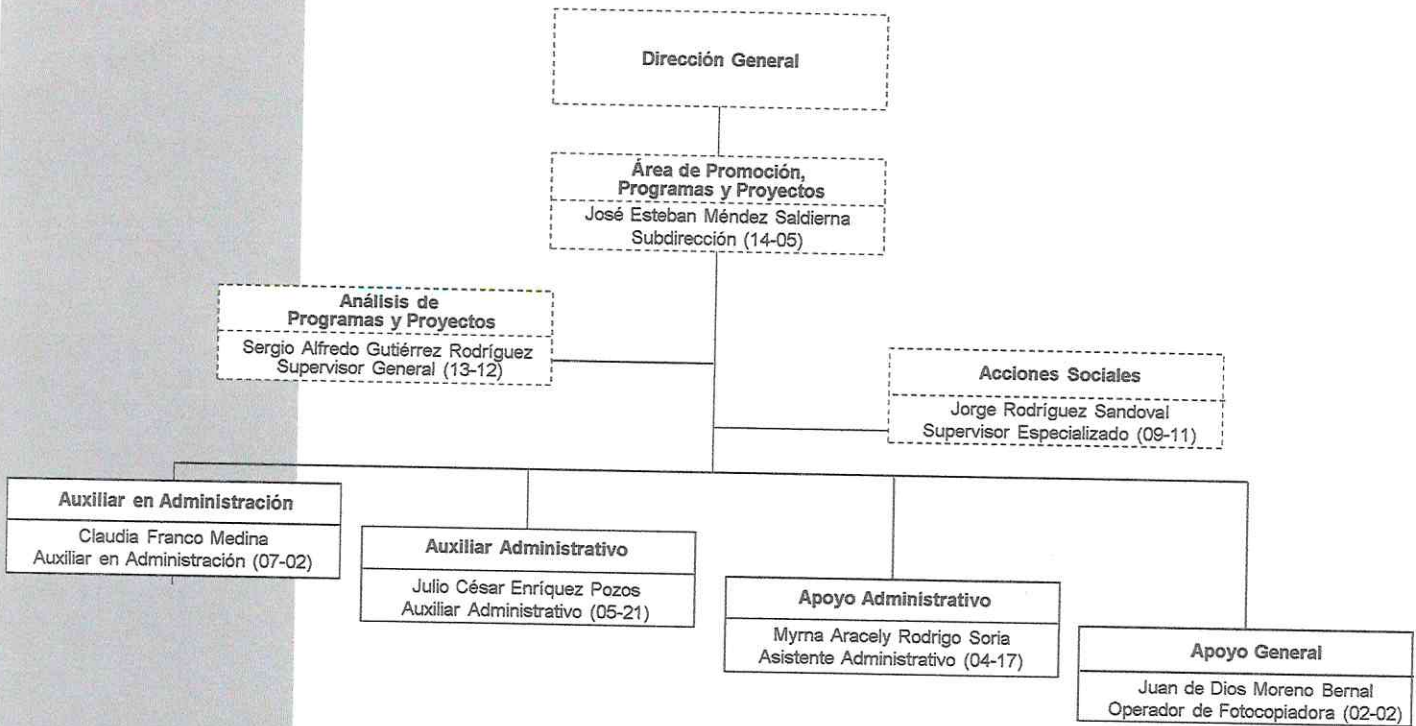 Dirección General
Área de Promoción,
Programas y Proyectos
José Esteban Méndez Saldierna
Subdirección (14-05)
Análisis de
Programas y Proyectos
Sergio Alfredo Gutiérrez Rodríguez
Supervisor General (13-12)
Acciones Sociales
Jorge Rodríguez Sandoval
Supervisor Especializado (09-11)
Auxiliar en Administración
Claudia Franco Medina
Auxiliar en Administración (07-02)
Auxiliar Administrativo
Julio César Enríquez Pozos
Auxiliar Administrativo (05-21)
Apoyo Administrativo
Myrna Aracely Rodrigo Soria
Asistente Administrativo (04-17)
Apoyo General
Juan de Dios Moreno Bernal
Operador de Fotocopiadora (02-02)